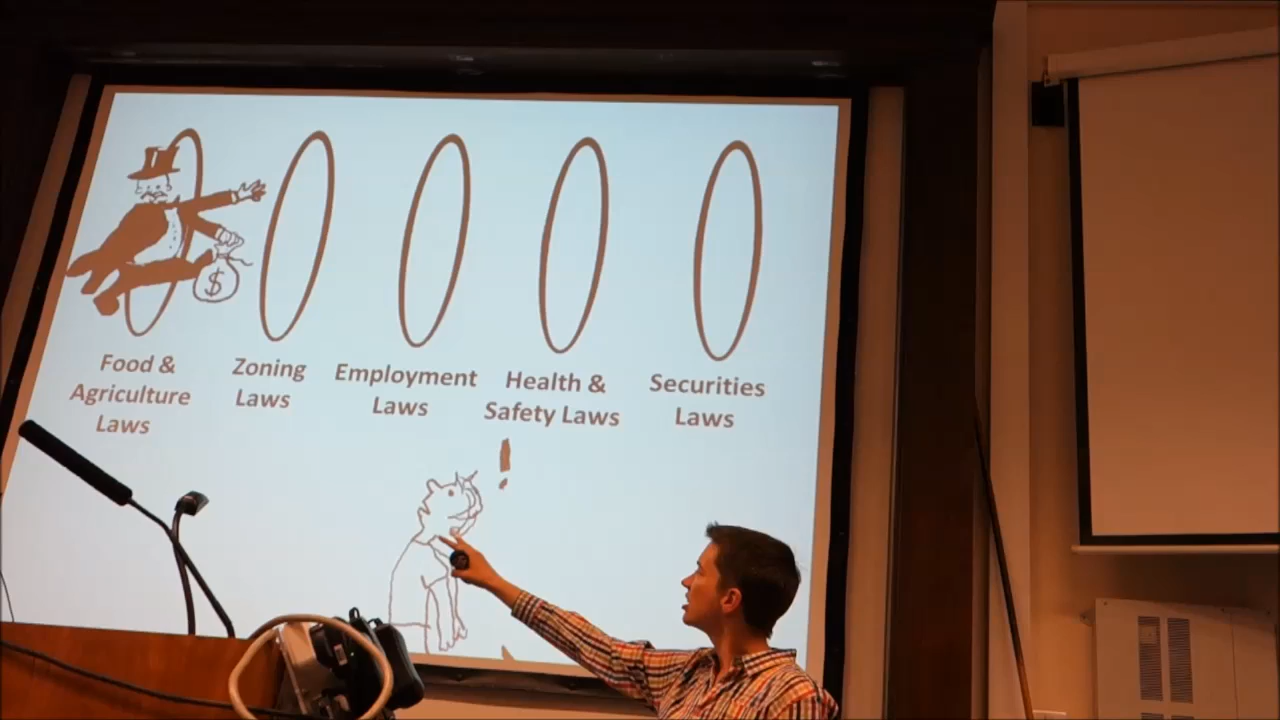 $
Food &
Agriculture
Laws
Zoning
Laws
Employment
Laws
Health &
Safety Laws
Securities
Laws
!